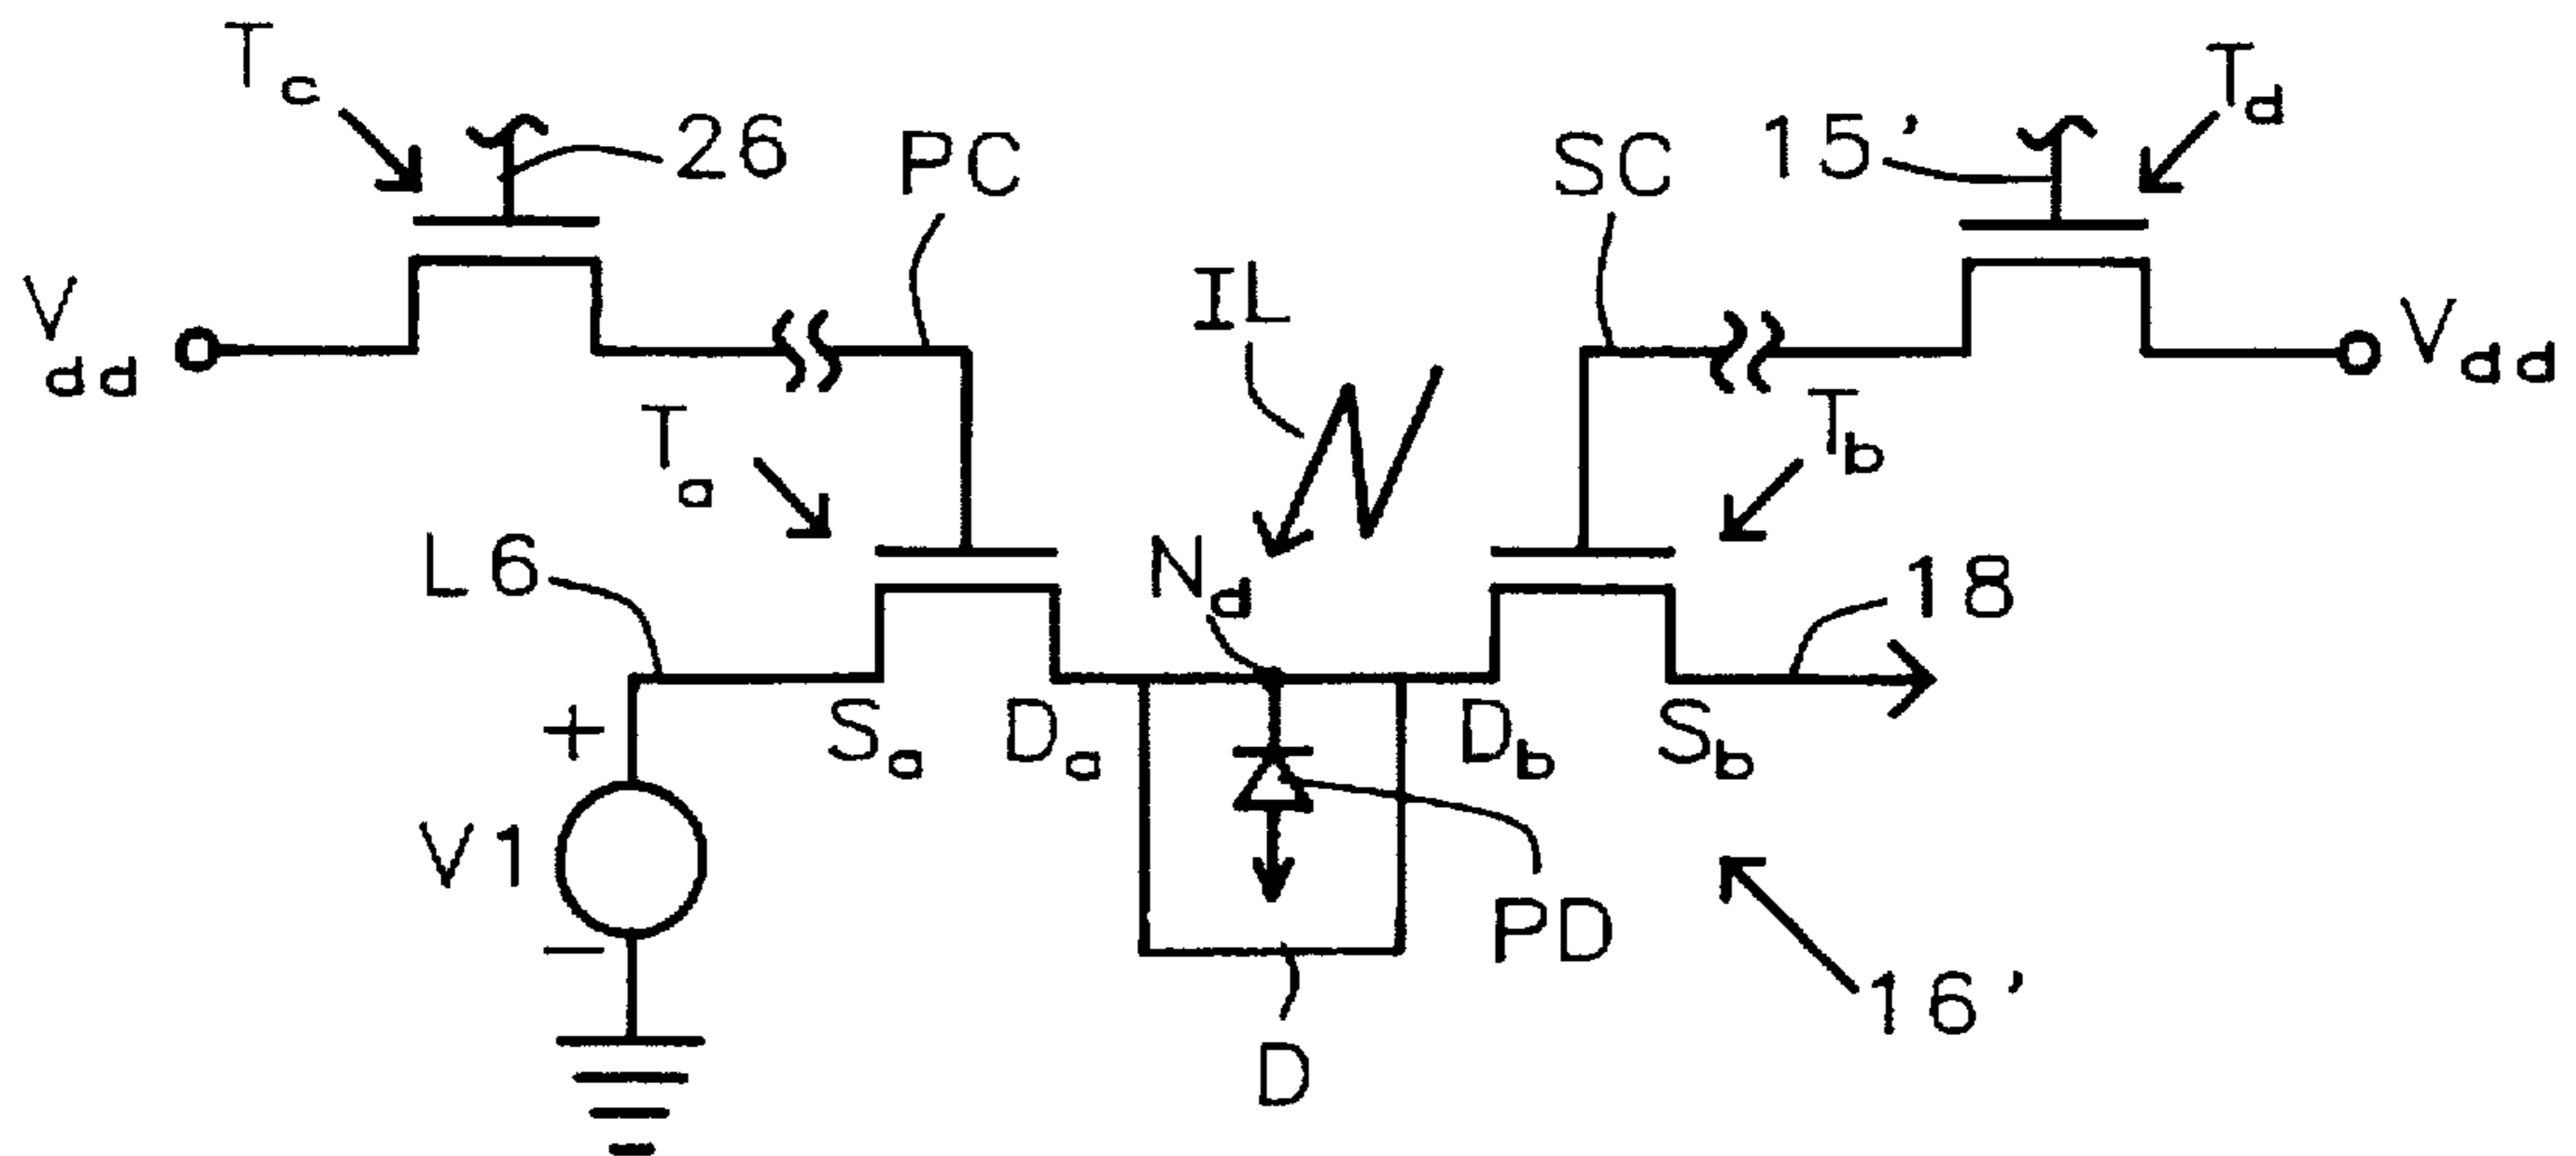 Tc
Td
26
PC
SC
15'
IL
Vdd
Vdd
Ta
Tb
L6
Nd
18
Sa
Da
Db
Sb
+
V1
−
PD
16'
D